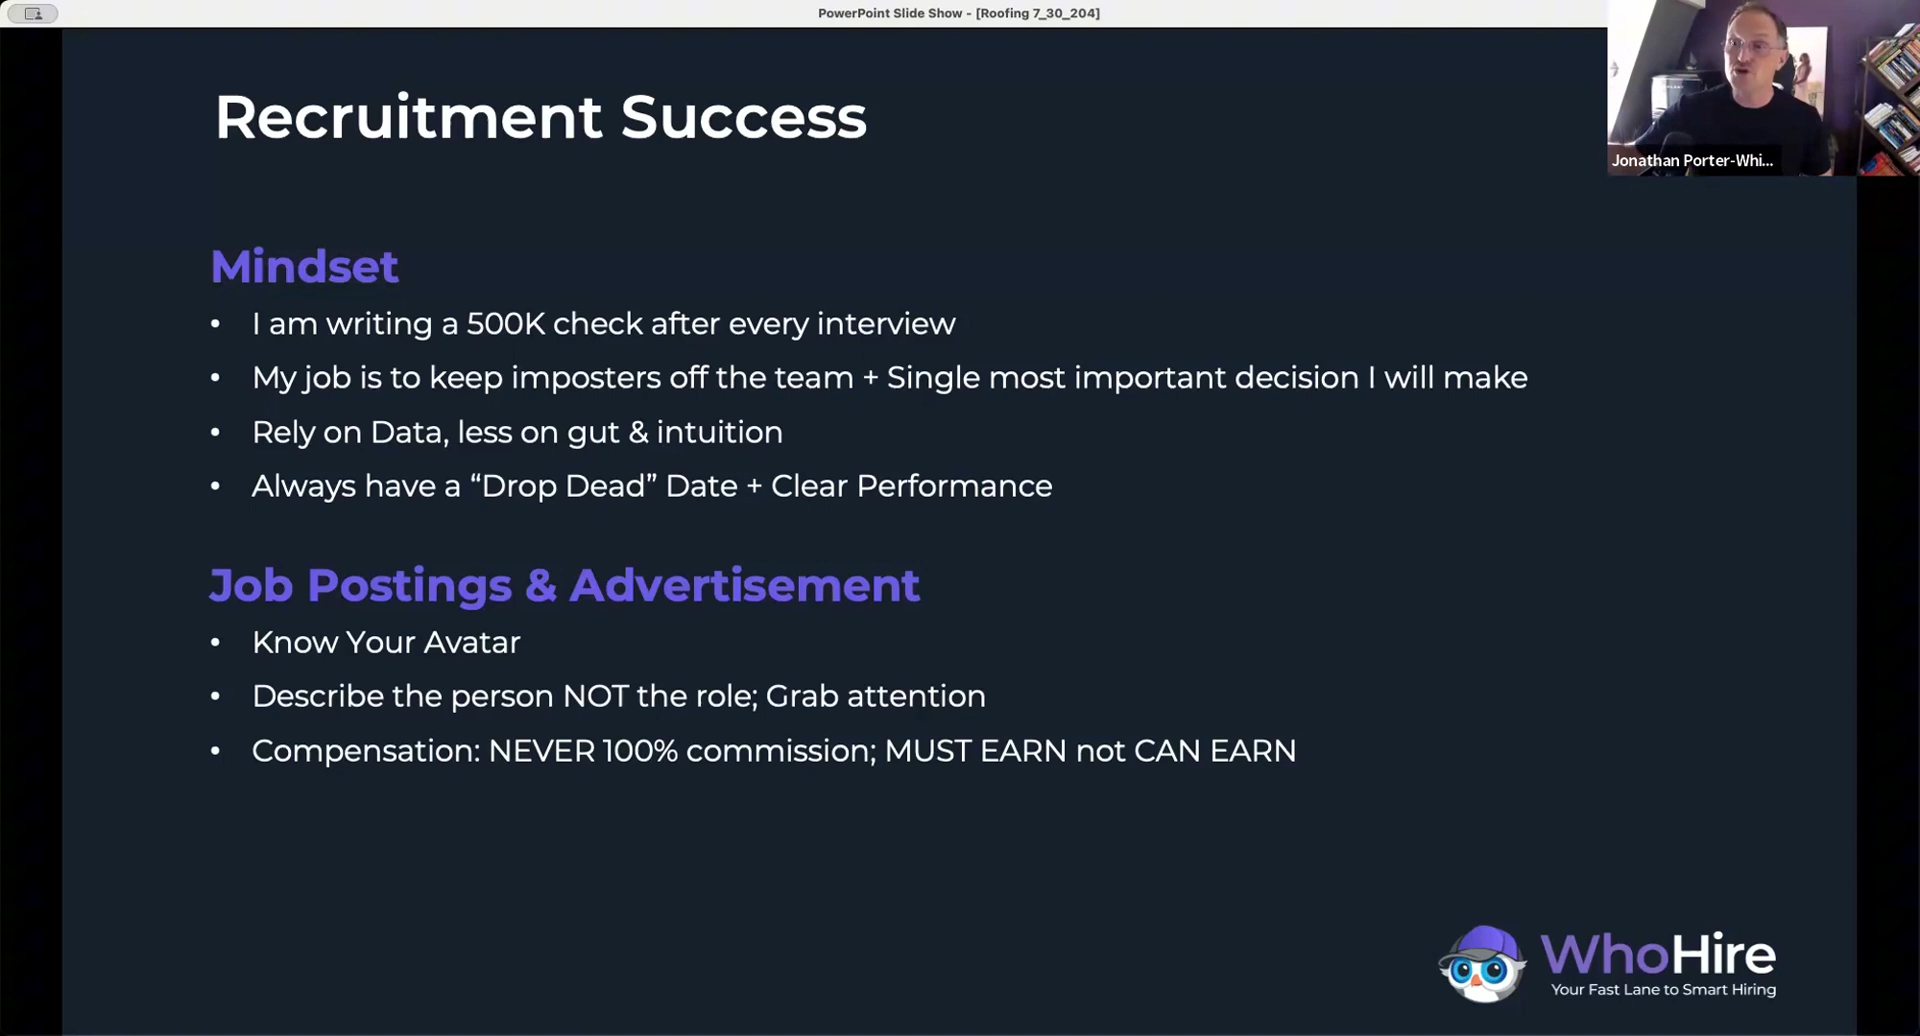 PowerPoint Slide Show - [Roofing 7_30_204]
Jonathan Porter-Whi...
Recruitment Success
Mindset
• I am writing a 500K check after every interview
• My job is to keep imposters off the team + Single most important decision I will make
• Rely on Data, less on gut & intuition
• Always have a “Drop Dead” Date + Clear Performance
Job Postings & Advertisement
• Know Your Avatar
• Describe the person NOT the role; Grab attention
• Compensation: NEVER 100% commission; MUST EARN not CAN EARN
WhoHire
Your Fast Lane to Smart Hiring